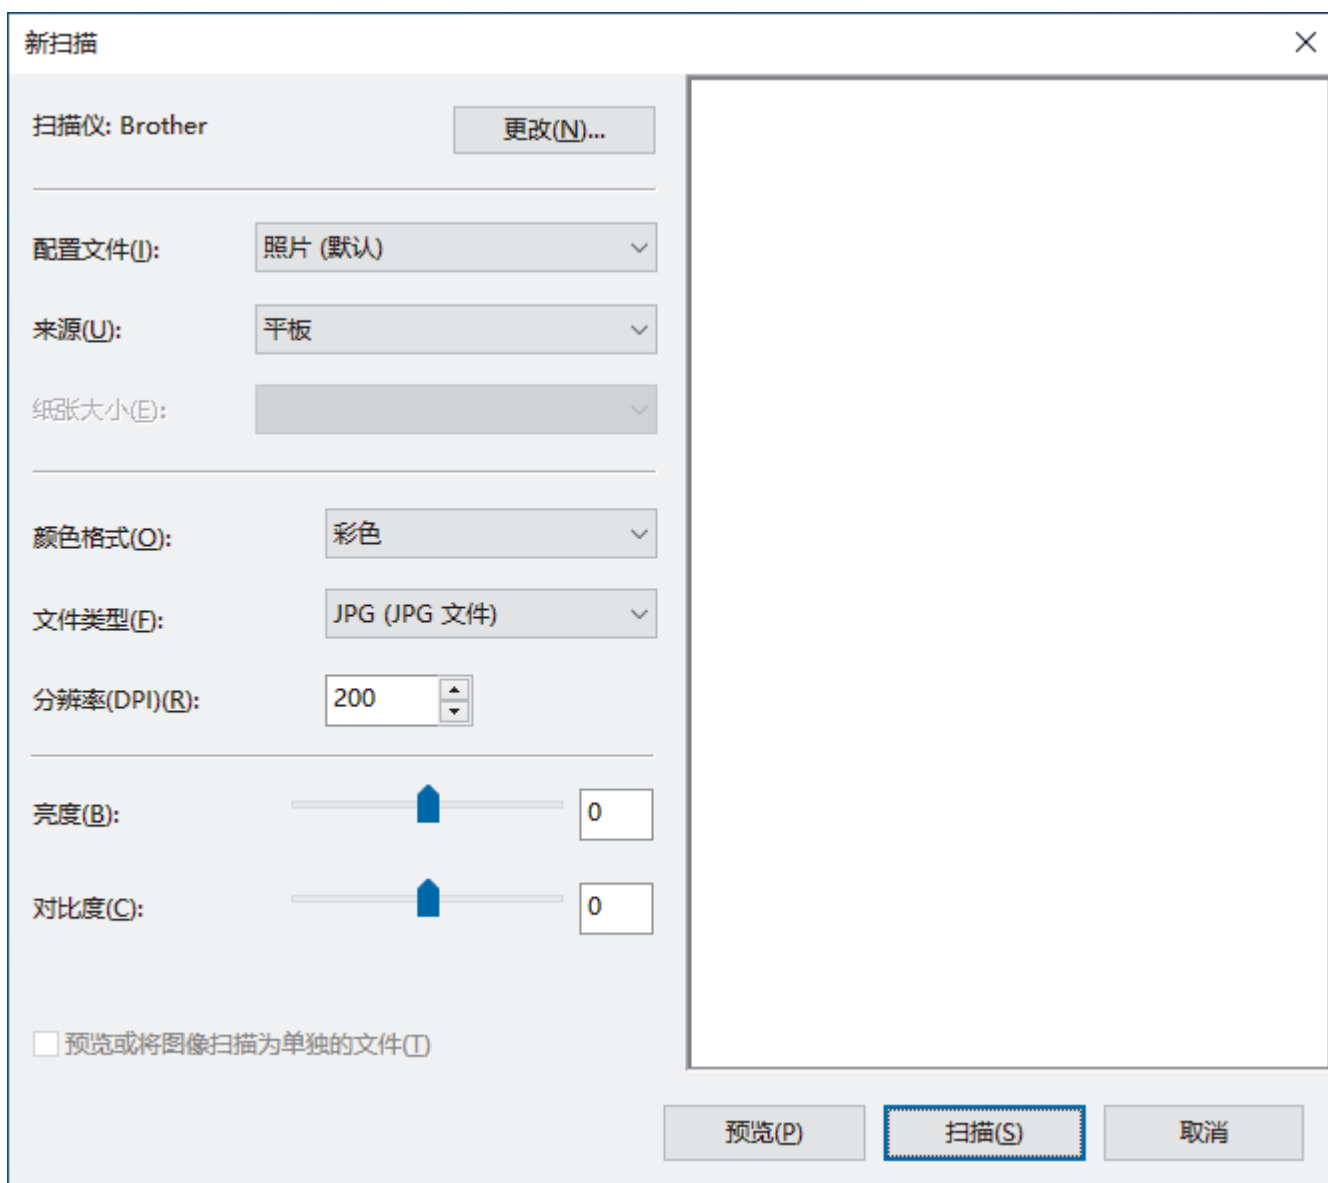 新扫描
扫描仪: Brother
更改(N)...
配置文件(I):
照片 (默认)
来源(U):
平板
纸张大小(E):
颜色格式(O):
彩色
文件类型(F):
JPG (JPG 文件)
分辨率(DPI)(R):
200
亮度(B):
0
对比度(C):
0
预览或将图像扫描为单独的文件(T)
预览(P)
扫描(S)
取消